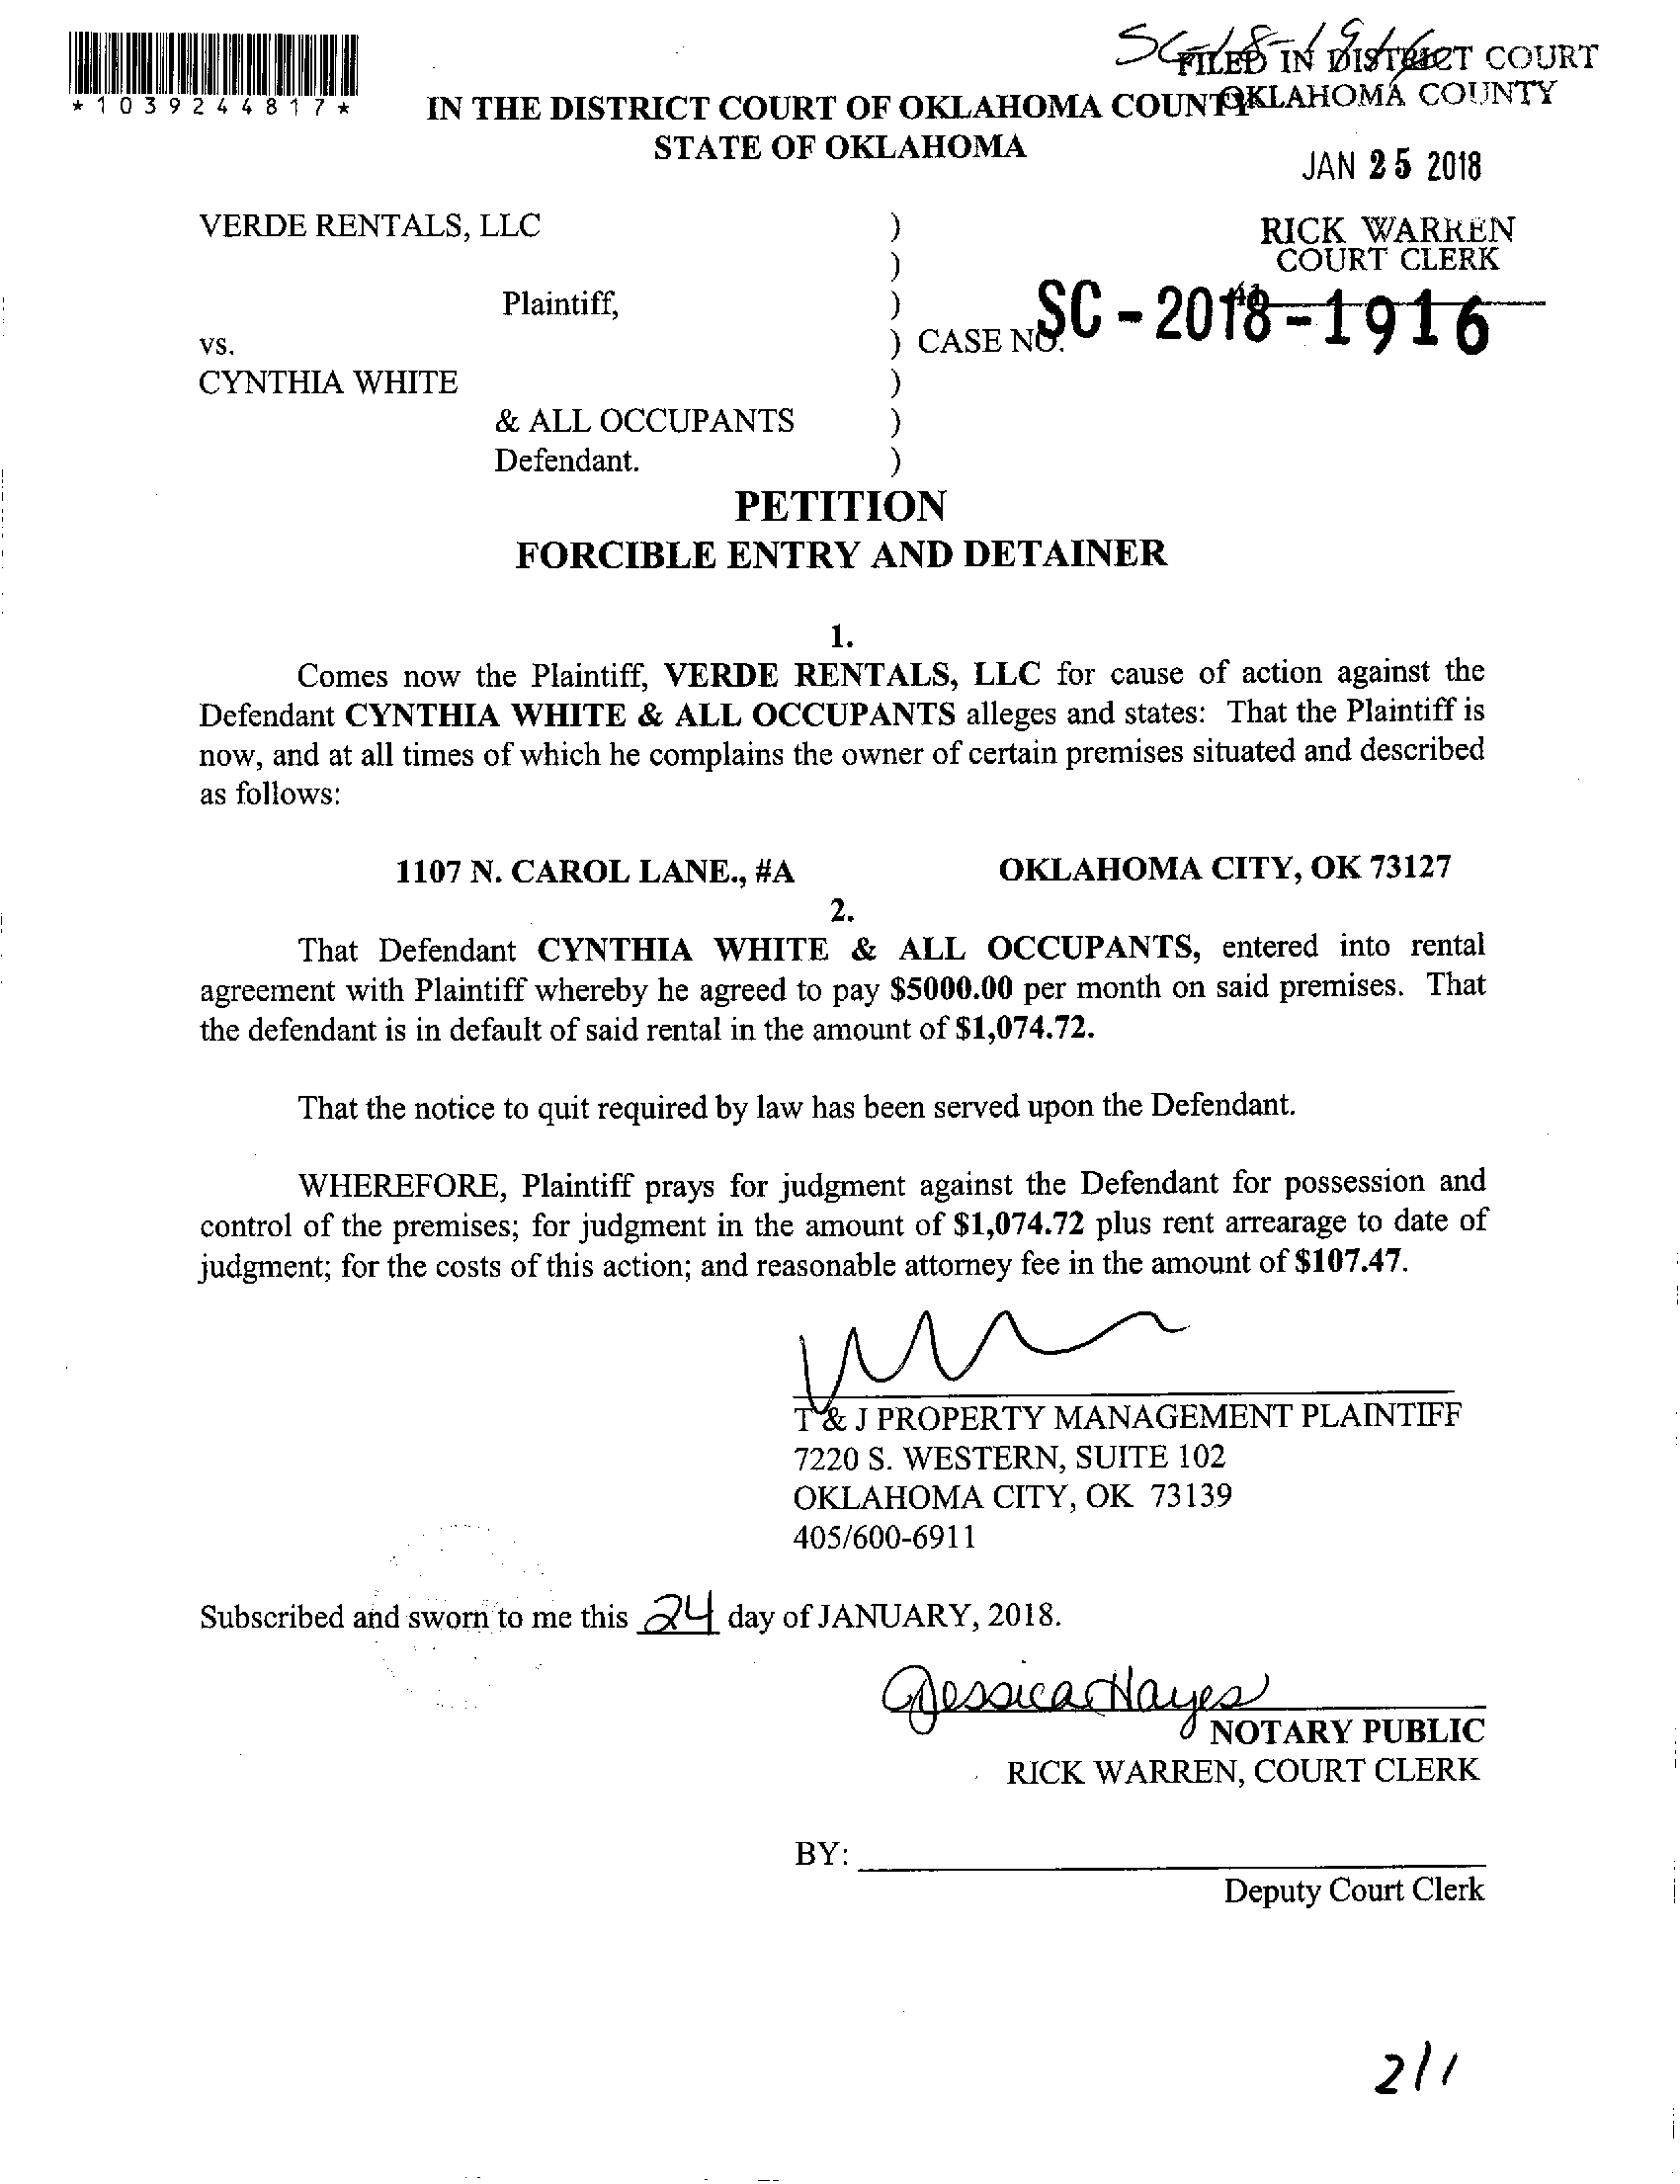 SC-18-1916
FILED IN DISTRICT COURT
OKLAHOMA COUNTY
*1039244817*
IN THE DISTRICT COURT OF OKLAHOMA COUNTY
STATE OF OKLAHOMA
JAN 25 2018
RICK WARREN
COURT CLERK
VERDE RENTALS, LLC )
)
Plaintiff, )
vs. ) CASE NO. SC-2018-1916
CYNTHIA WHITE )
& ALL OCCUPANTS )
Defendant. )
PETITION
FORCIBLE ENTRY AND DETAINER
1.
Comes now the Plaintiff, VERDE RENTALS, LLC for cause of action against the
Defendant CYNTHIA WHITE & ALL OCCUPANTS alleges and states: That the Plaintiff is
now, and at all times of which he complains the owner of certain premises situated and described
as follows:
1107 N. CAROL LANE., #A OKLAHOMA CITY, OK 73127
2.
That Defendant CYNTHIA WHITE & ALL OCCUPANTS, entered into rental
agreement with Plaintiff whereby he agreed to pay $5000.00 per month on said premises. That
the defendant is in default of said rental in the amount of $1,074.72.
That the notice to quit required by law has been served upon the Defendant.
WHEREFORE, Plaintiff prays for judgment against the Defendant for possession and
control of the premises; for judgment in the amount of $1,074.72 plus rent arrearage to date of
judgment; for the costs of this action; and reasonable attorney fee in the amount of $107.47.
T & J PROPERTY MANAGEMENT PLAINTIFF
7220 S. WESTERN, SUITE 102
OKLAHOMA CITY, OK 73139
405/600-6911
Subscribed and sworn to me this 24 day of JANUARY, 2018.
Jessica Hayes
NOTARY PUBLIC
RICK WARREN, COURT CLERK
BY:
Deputy Court Clerk
2/1